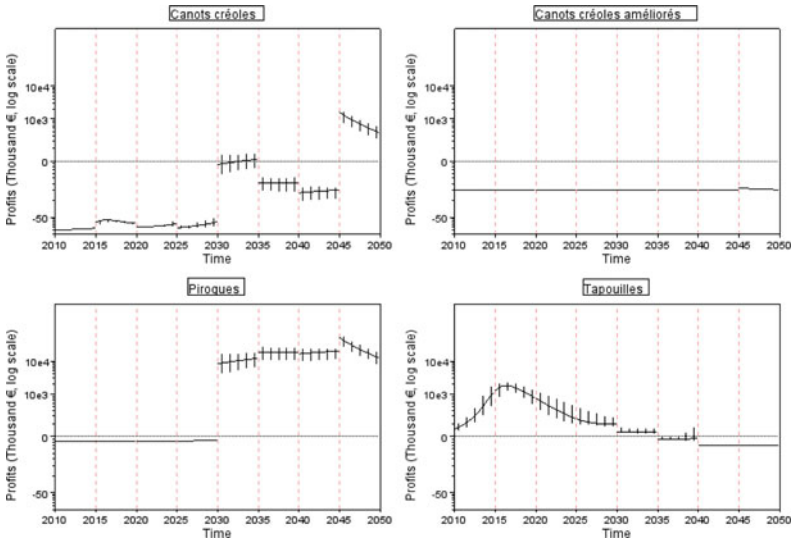 Canots créoles
Profits (Thousand €, log scale)
10e4
10e3
0
-50
2010 2015 2020 2025 2030 2035 2040 2045 2050
Time
Canots créoles améliorés
Profits (Thousand €, log scale)
10e4
10e3
0
-50
2010 2015 2020 2025 2030 2035 2040 2045 2050
Time
Pirogues
Profits (Thousand €, log scale)
10e4
10e3
0
-50
2010 2015 2020 2025 2030 2035 2040 2045 2050
Time
Tapouilles
Profits (Thousand €, log scale)
10e4
10e3
0
-50
2010 2015 2020 2025 2030 2035 2040 2045 2050
Time